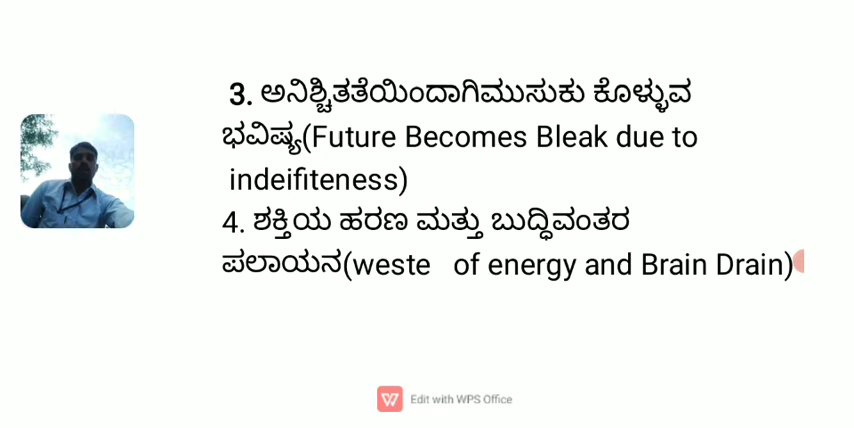 3. ಅನಿಶ್ಚಿತತೆಯಿಂದಾಗಿಮುಸುಕು ಕೊಳ್ಳುವ
ಭವಿಷ್ಯ(Future Becomes Bleak due to
indeifiteness)
4. ಶಕ್ತಿಯ ಹರಣ ಮತ್ತು ಬುದ್ಧಿವಂತರ
ಪಲಾಯನ(weste of energy and Brain Drain)
Edit with WPS Office